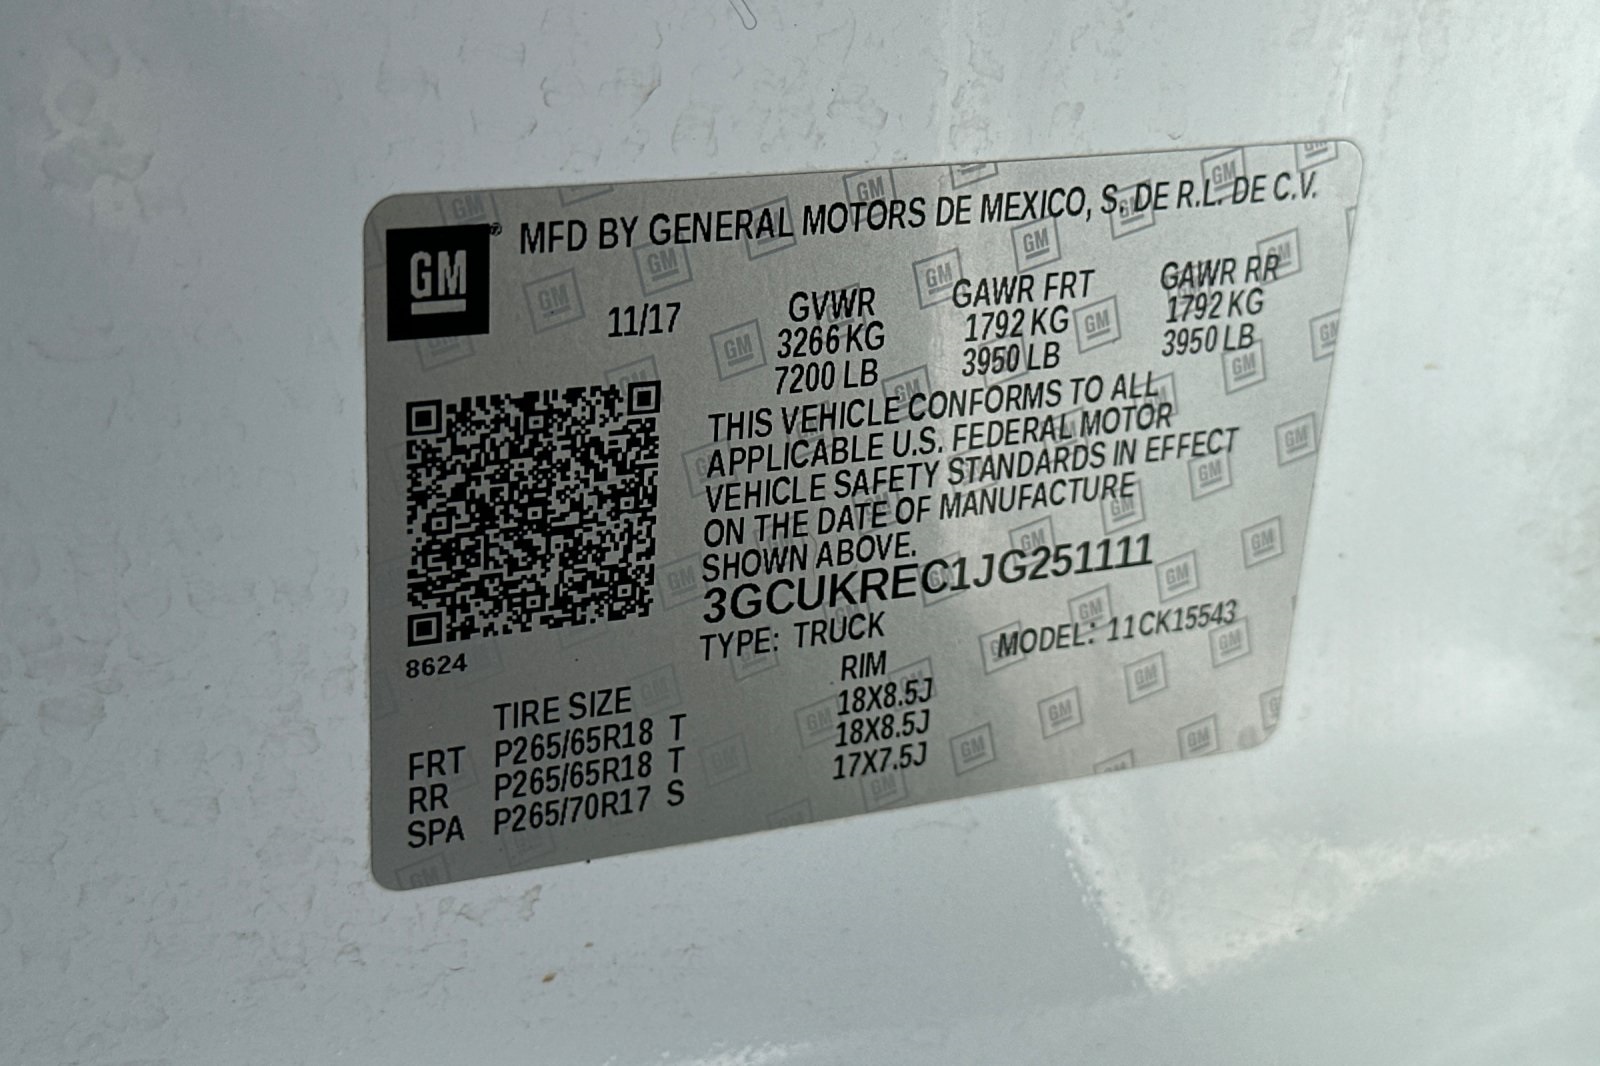 GM® MFD BY GENERAL MOTORS DE MEXICO, S. DE R.L. DE C.V.
11/17 GVWR GAWR FRT GAWR RR
3266 KG 1792 KG 1792 KG
7200 LB 3950 LB 3950 LB
THIS VEHICLE CONFORMS TO ALL
APPLICABLE U.S. FEDERAL MOTOR
VEHICLE SAFETY STANDARDS IN EFFECT
ON THE DATE OF MANUFACTURE
SHOWN ABOVE.
3GCUKREC1JG251111
TYPE: TRUCK MODEL: 11CK15543
8624
TIRE SIZE RIM
FRT P265/65R18 T 18X8.5J
RR P265/65R18 T 18X8.5J
SPA P265/70R17 S 17X7.5J